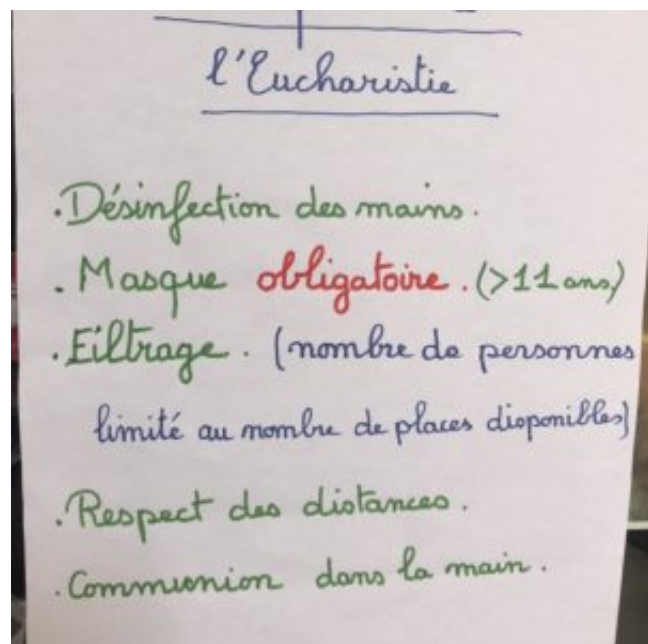 l'Eucharistie
.Désinfection des mains.
. Masque obligatoire. (>11 ans)
.Filtrage. (nombre de personnes
limité au nombre de places disponibles)
.Respect des distances.
.Communion dans la main.